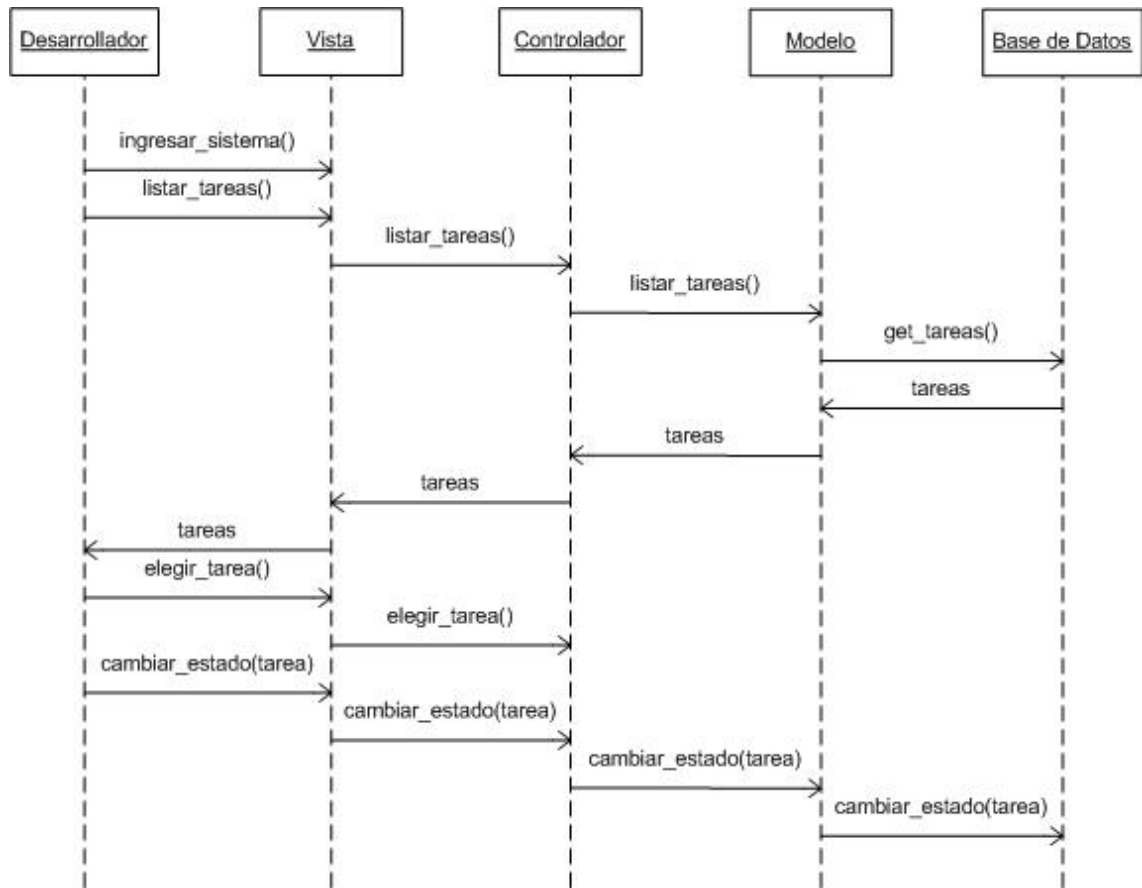 Desarrollador
Vista
Controlador
Modelo
Base de Datos
ingresar_sistema()
listar_tareas()
listar_tareas()
listar_tareas()
get_tareas()
tareas
tareas
tareas
tareas
elegir_tarea()
elegir_tarea()
cambiar_estado(tarea)
cambiar_estado(tarea)
cambiar_estado(tarea)
cambiar_estado(tarea)